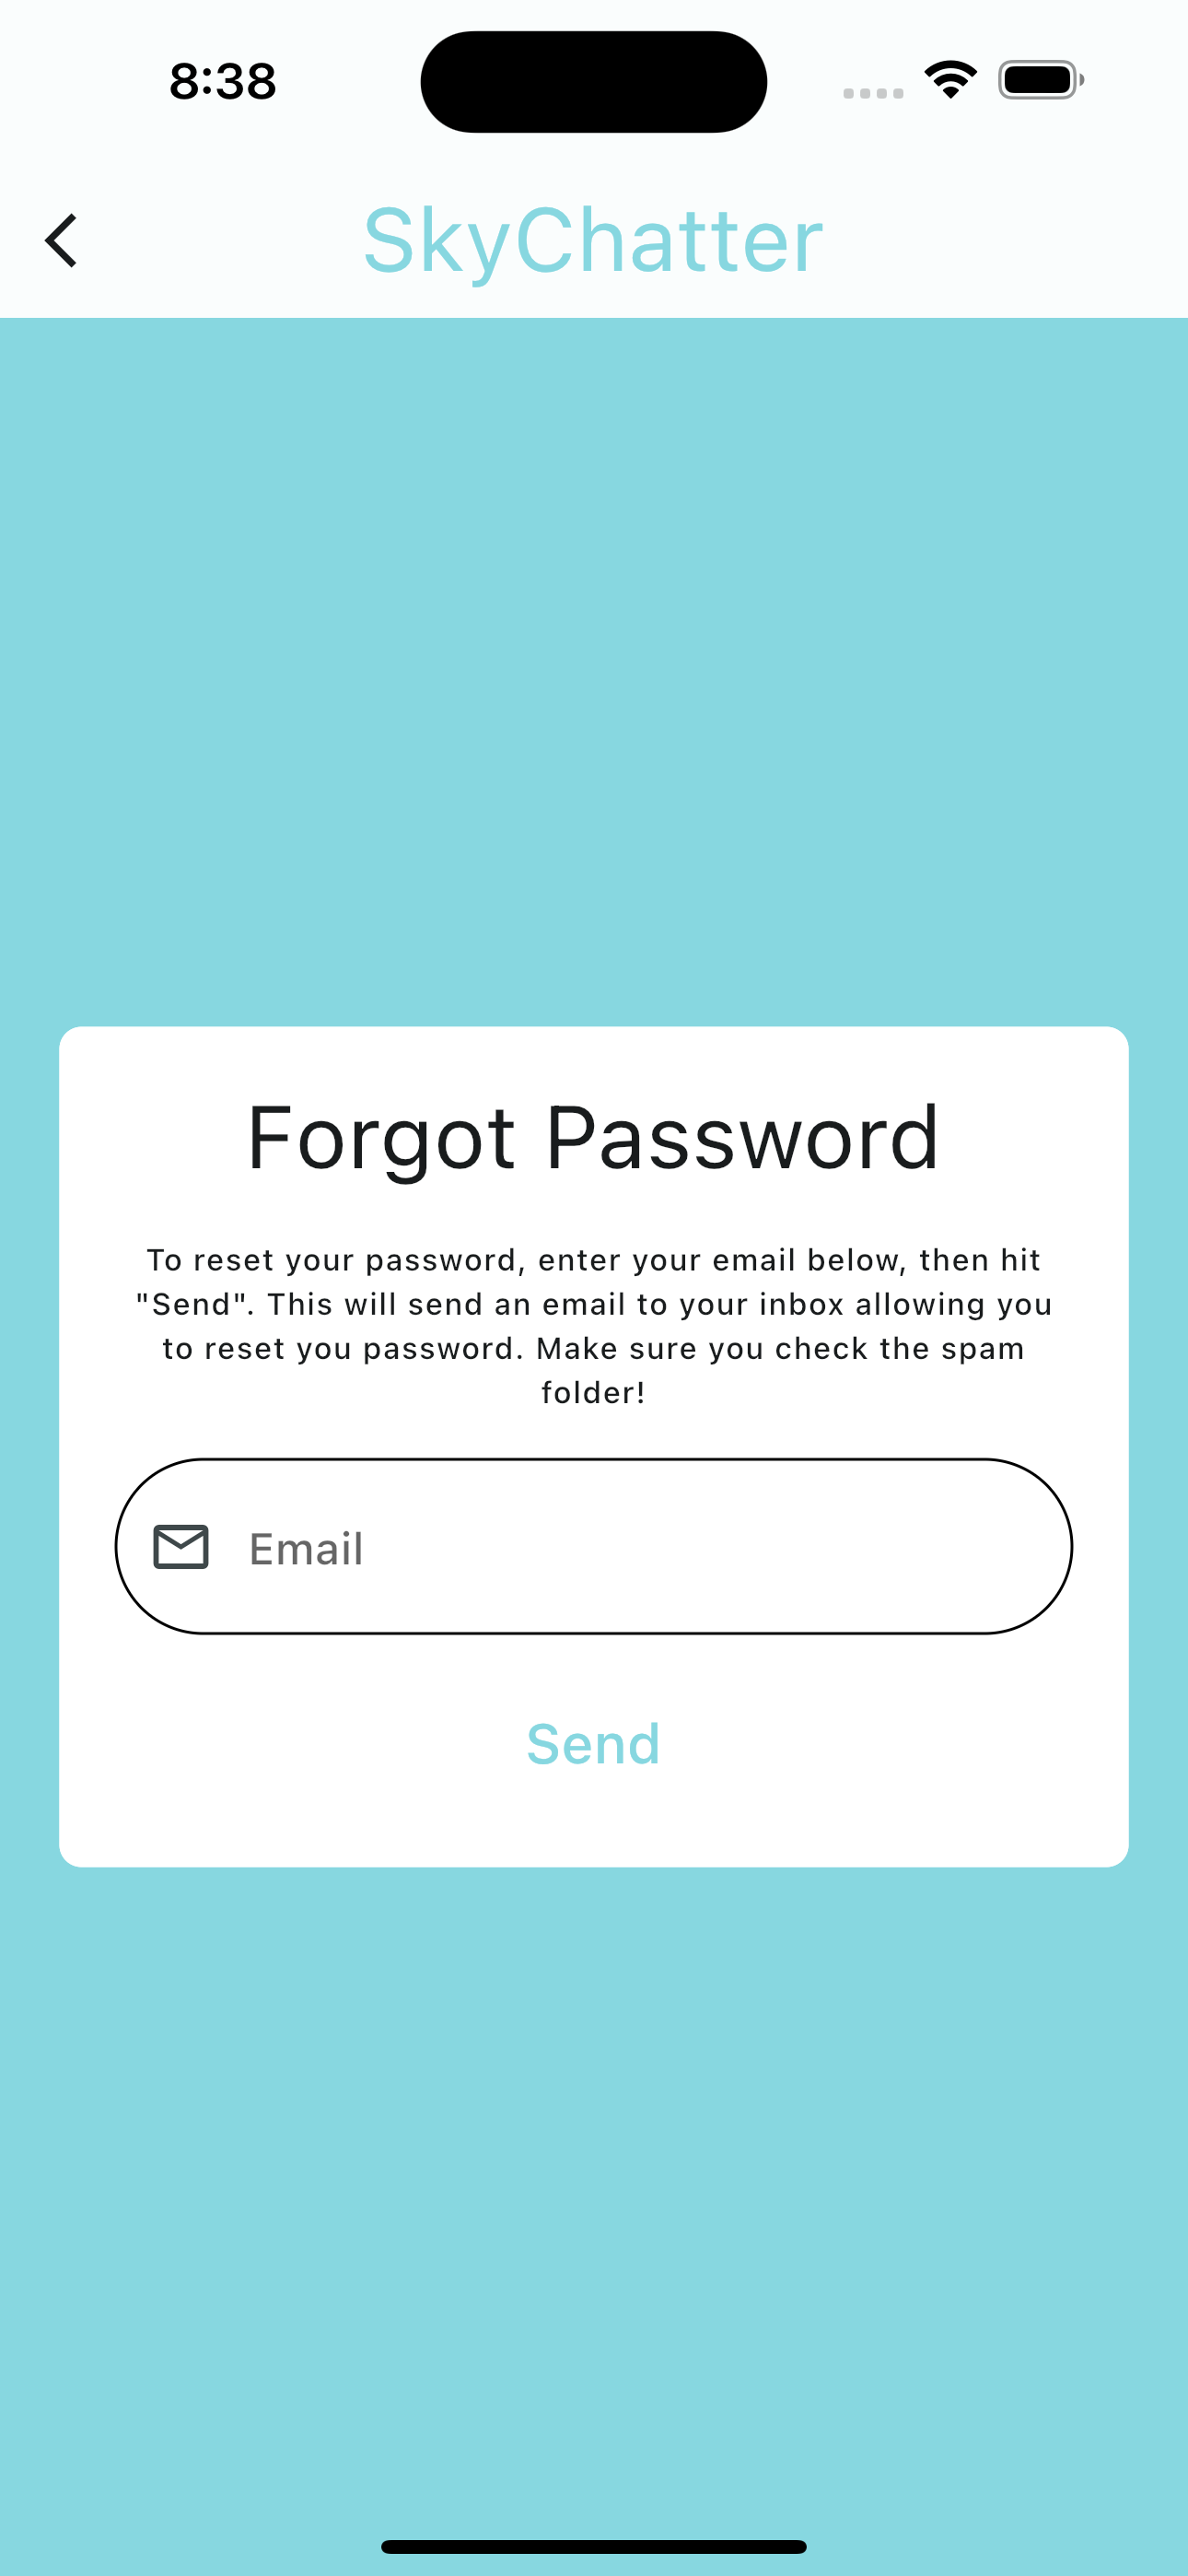 8:38
SkyChatter
Forgot Password
To reset your password, enter your email below, then hit
"Send". This will send an email to your inbox allowing you
to reset you password. Make sure you check the spam
folder!
Email
Send